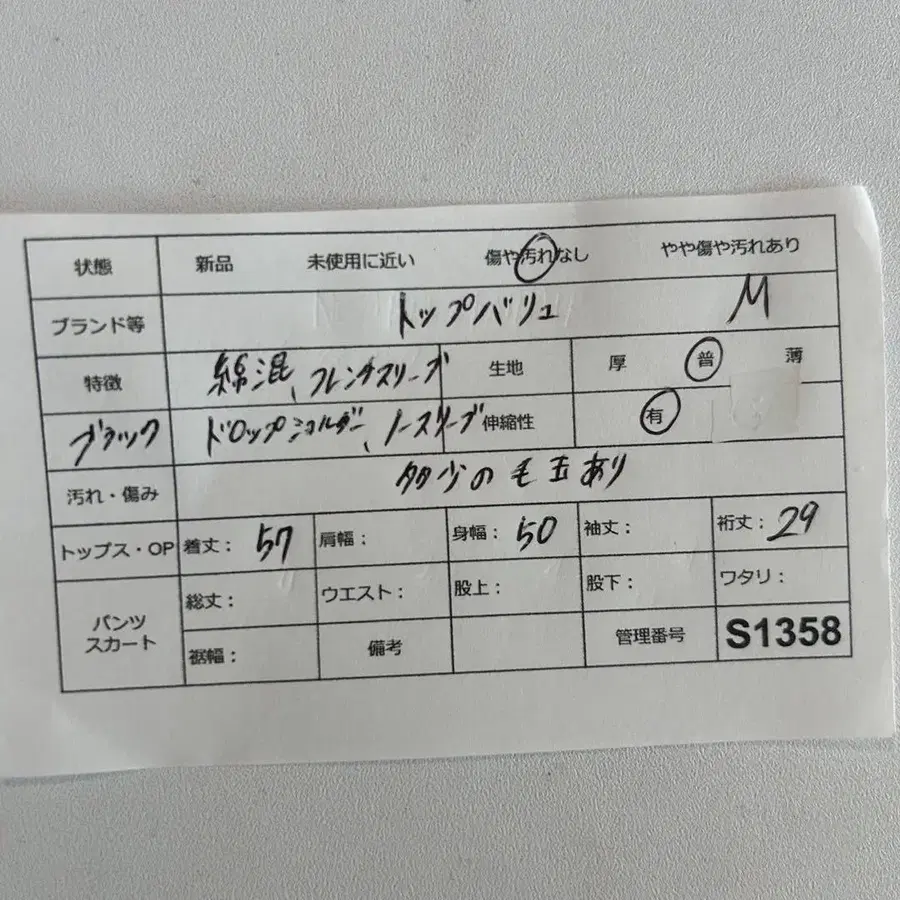 状態 新品 未使用に近い 傷や汚れなし やや傷や汚れあり
ブランド等 トップバリュ M
特徴 綿混、フレンチスリーブ 生地 厚 普 薄
ブラック ドロップショルダー、ノースリーブ 伸縮性 有
汚れ・傷み 多少の毛玉あり
トップス・OP 着丈: 57 肩幅: 身幅: 50 袖丈: 裄丈: 29
パンツ スカート 総丈: ウエスト: 股上: 股下: ワタリ:
裾幅: 備考 管理番号 S1358